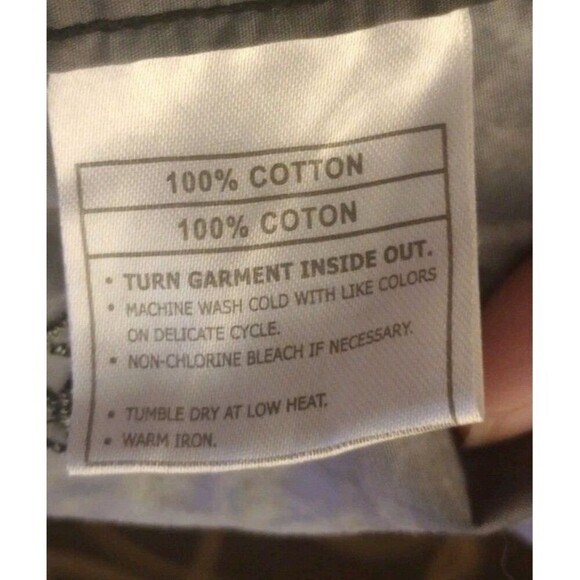 100% COTTON
100% COTON
• TURN GARMENT INSIDE OUT.
• MACHINE WASH COLD WITH LIKE COLORS
ON DELICATE CYCLE.
• NON-CHLORINE BLEACH IF NECESSARY.
• TUMBLE DRY AT LOW HEAT.
• WARM IRON.